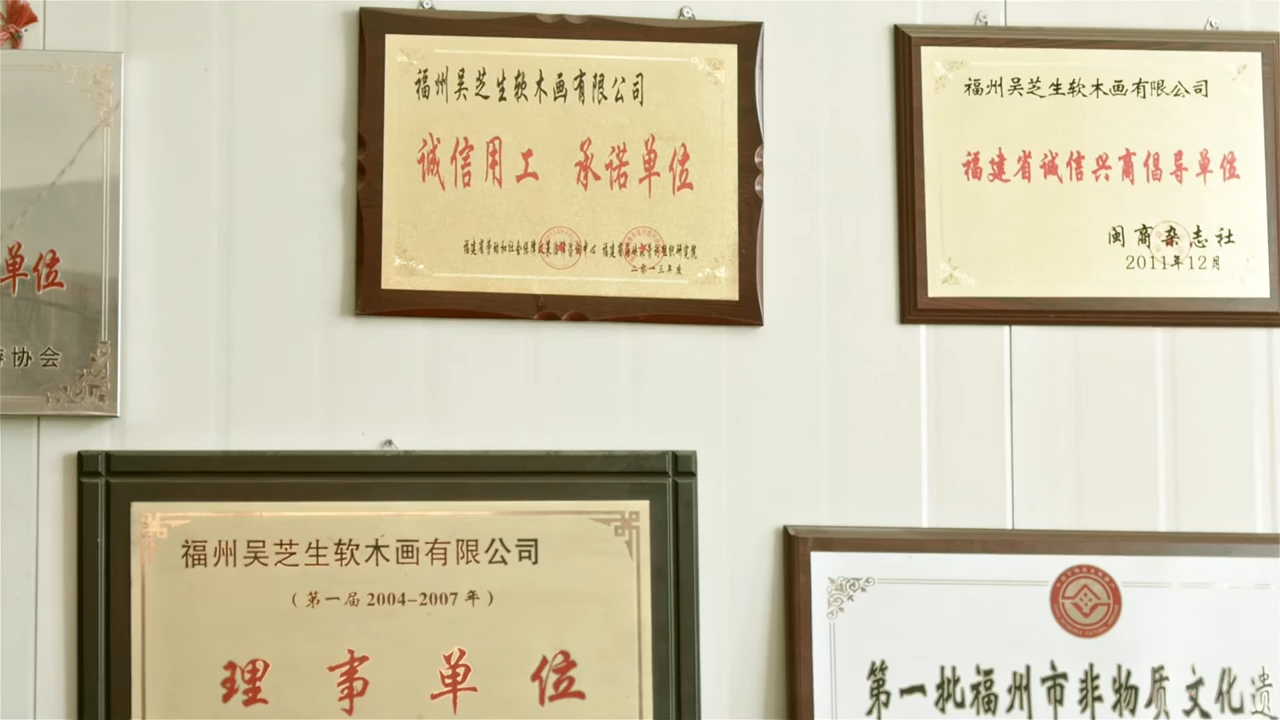 单位
协会
福州吴芝生软木画有限公司
诚信用工 承诺单位
二〇一三年度
福州吴芝生软木画有限公司
福建省诚信兴商倡导单位
闽商杂志社
2011年12月
福州吴芝生软木画有限公司
（第一届2004-2007年）
理事单位
第一批福州市非物质文化遗